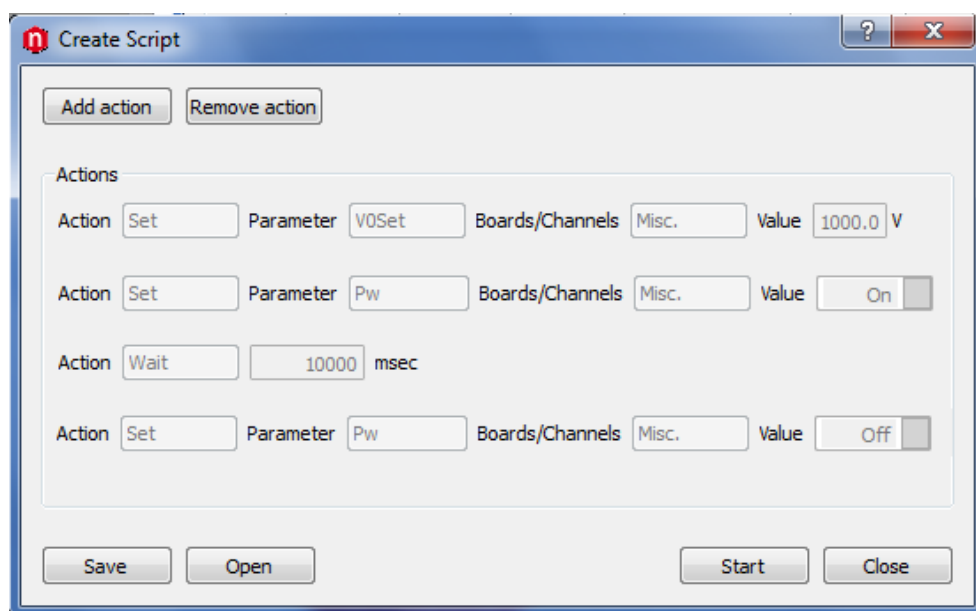 n Create Script ?
Add action Remove action
Actions
Action Set Parameter V0Set Boards/Channels Misc. Value 1000.0 V
Action Set Parameter Pw Boards/Channels Misc. Value On
Action Wait 10000 msec
Action Set Parameter Pw Boards/Channels Misc. Value Off
Save Open Start Close